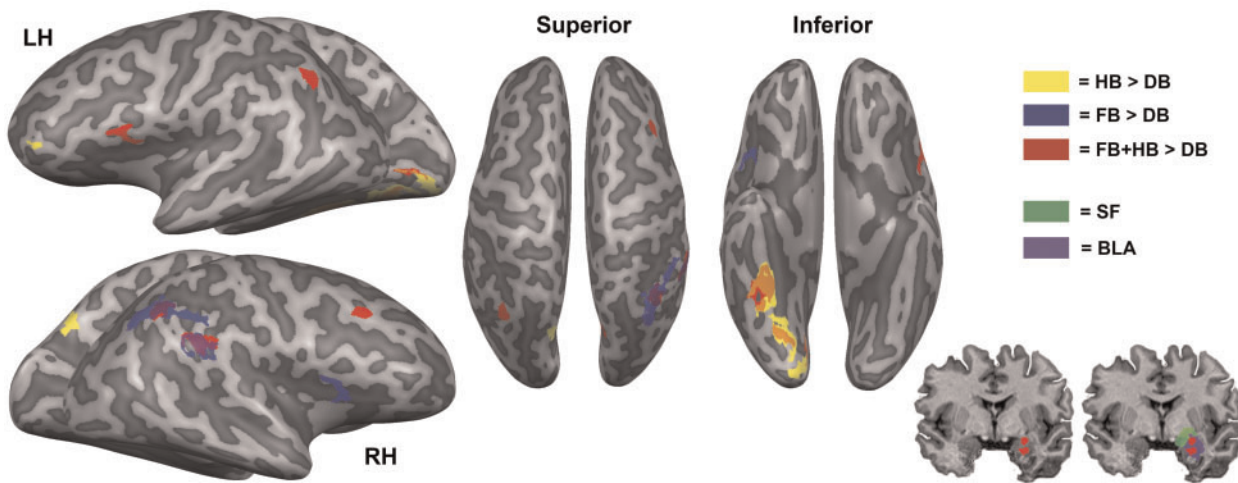 LH
Superior
Inferior
= HB > DB
= FB > DB
= FB+HB > DB
= SF
= BLA
RH